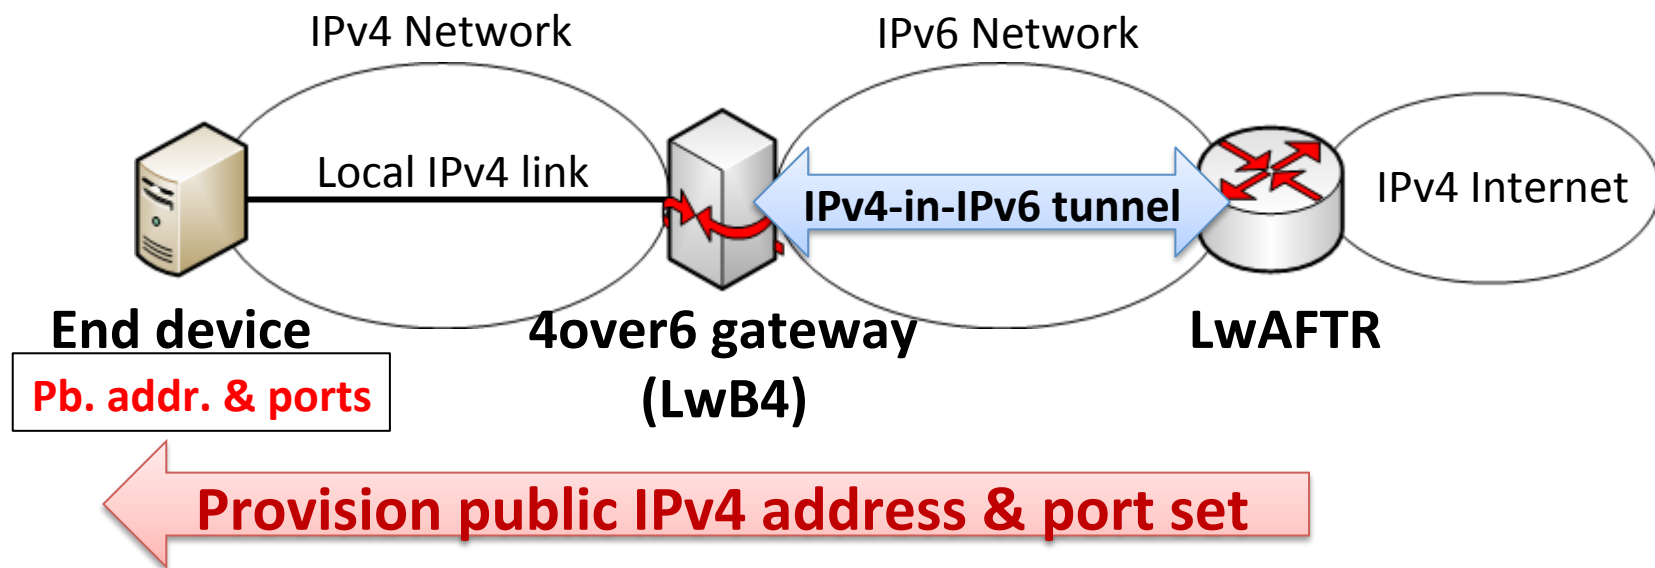 IPv4 Network
IPv6 Network
Local IPv4 link
IPv4-in-IPv6 tunnel
IPv4 Internet
End device
4over6 gateway
(LwB4)
LwAFTR
Pb. addr. & ports
Provision public IPv4 address & port set